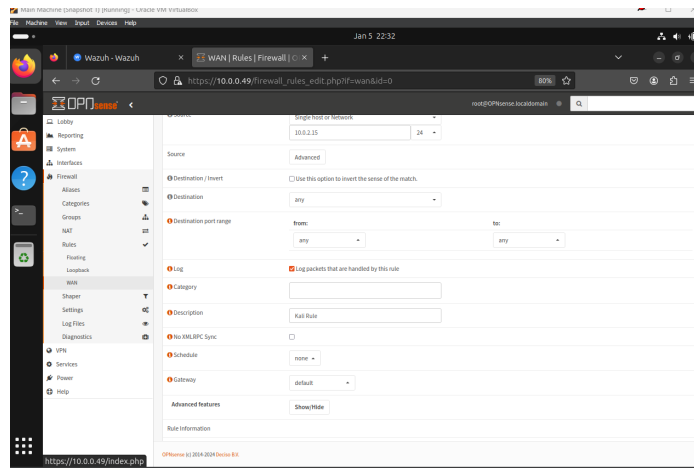 Main Machine (Snapshot 1) [Running] - Oracle VM VirtualBox
File Machine View Input Devices Help
Jan 5 22:32
Wazuh - Wazuh × WAN | Rules | Firewall | O × +
https://10.0.0.49/firewall_rules_edit.php?if=wan&id=0 80%
OPNsense root@OPNsense.localdomain
Lobby
Reporting
System
Interfaces
Firewall
Aliases
Categories
Groups
NAT
Rules
Floating
Loopback
WAN
Shaper
Settings
Log Files
Diagnostics
VPN
Services
Power
Help
Source Single host or Network
10.0.2.15 24
Source Advanced
Destination / Invert Use this option to invert the sense of the match.
Destination any
Destination port range from: to:
any any
Log Log packets that are handled by this rule
Category
Description Kali Rule
No XMLRPC Sync
Schedule none
Gateway default
Advanced features Show/Hide
Rule Information
OPNsense (c) 2014-2024 Deciso B.V.
https://10.0.0.49/index.php